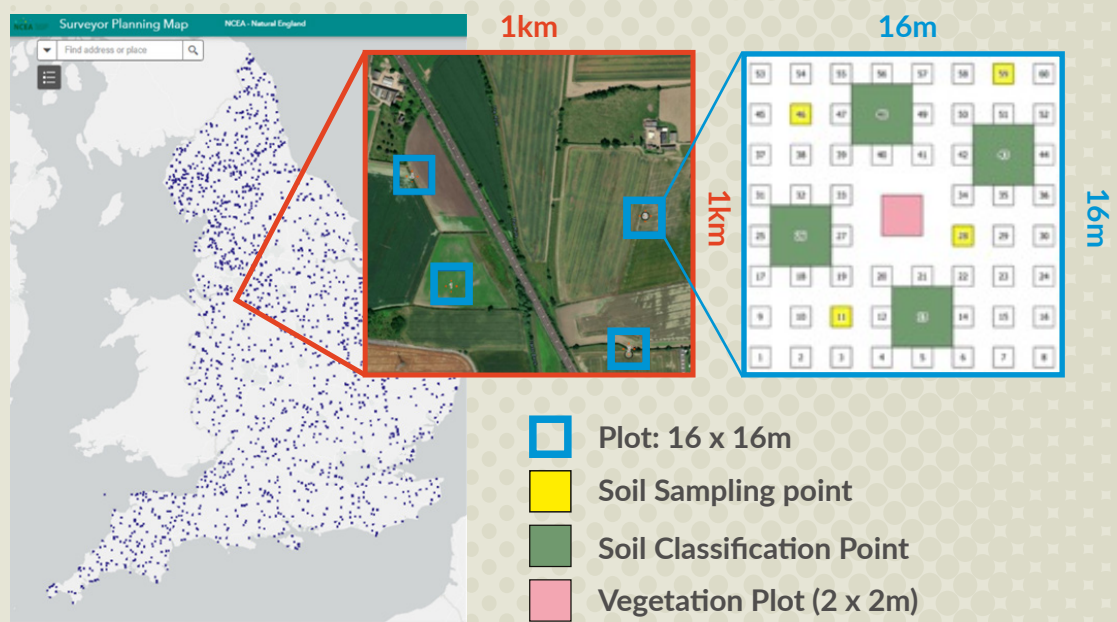 Surveyor Planning Map
NCEA - Natural England
Find address or place
1km
1km
16m
16m
53 54 55 56 57 58 59 60
45 46 47 49 50 51 52
37 38 39 40 41 42 44
31 32 33 34 35 36
25 27 28 29 30
17 18 19 20 21 22 23 24
9 10 11 12 14 15 16
1 2 3 4 5 6 7 8
Plot: 16 x 16m
Soil Sampling point
Soil Classification Point
Vegetation Plot (2 x 2m)